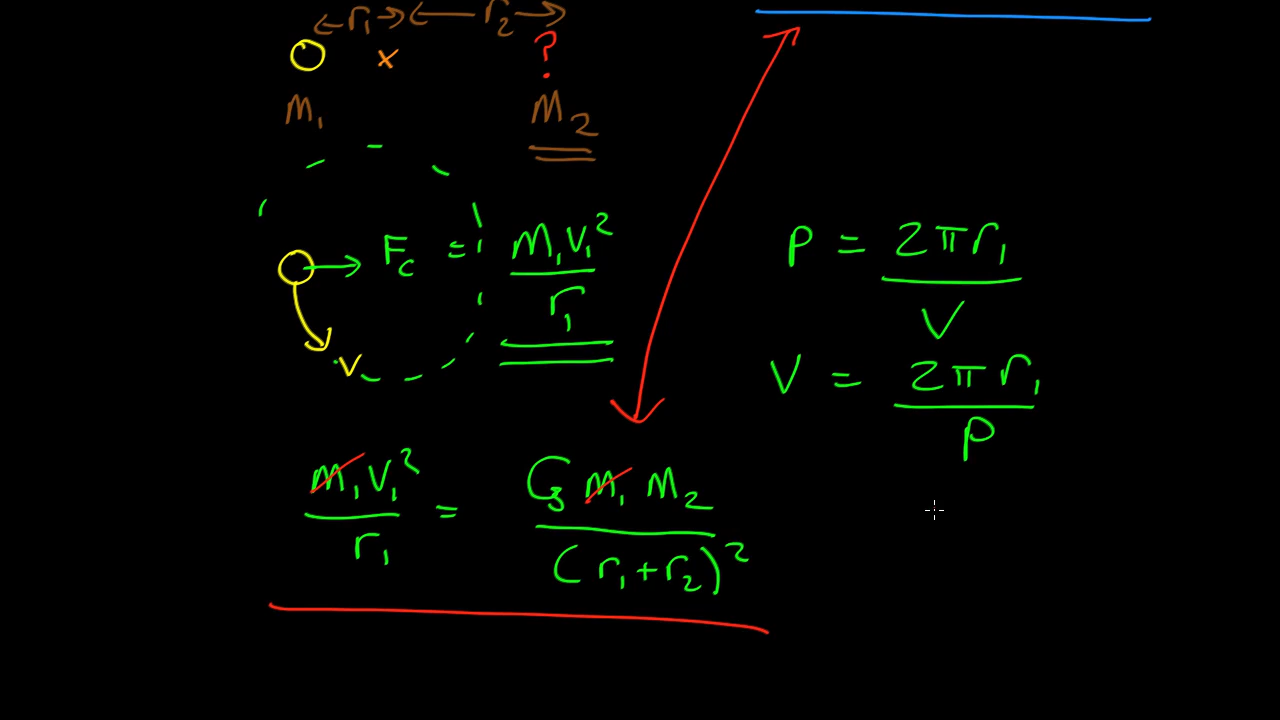 r₁ r₂
x ?
m₁ m₂
F_c = m₁v₁² / r₁
v
P = 2πr₁ / V
V = 2πr₁ / P
m₁v₁² / r₁ = G m₁ m₂ / (r₁+r₂)²